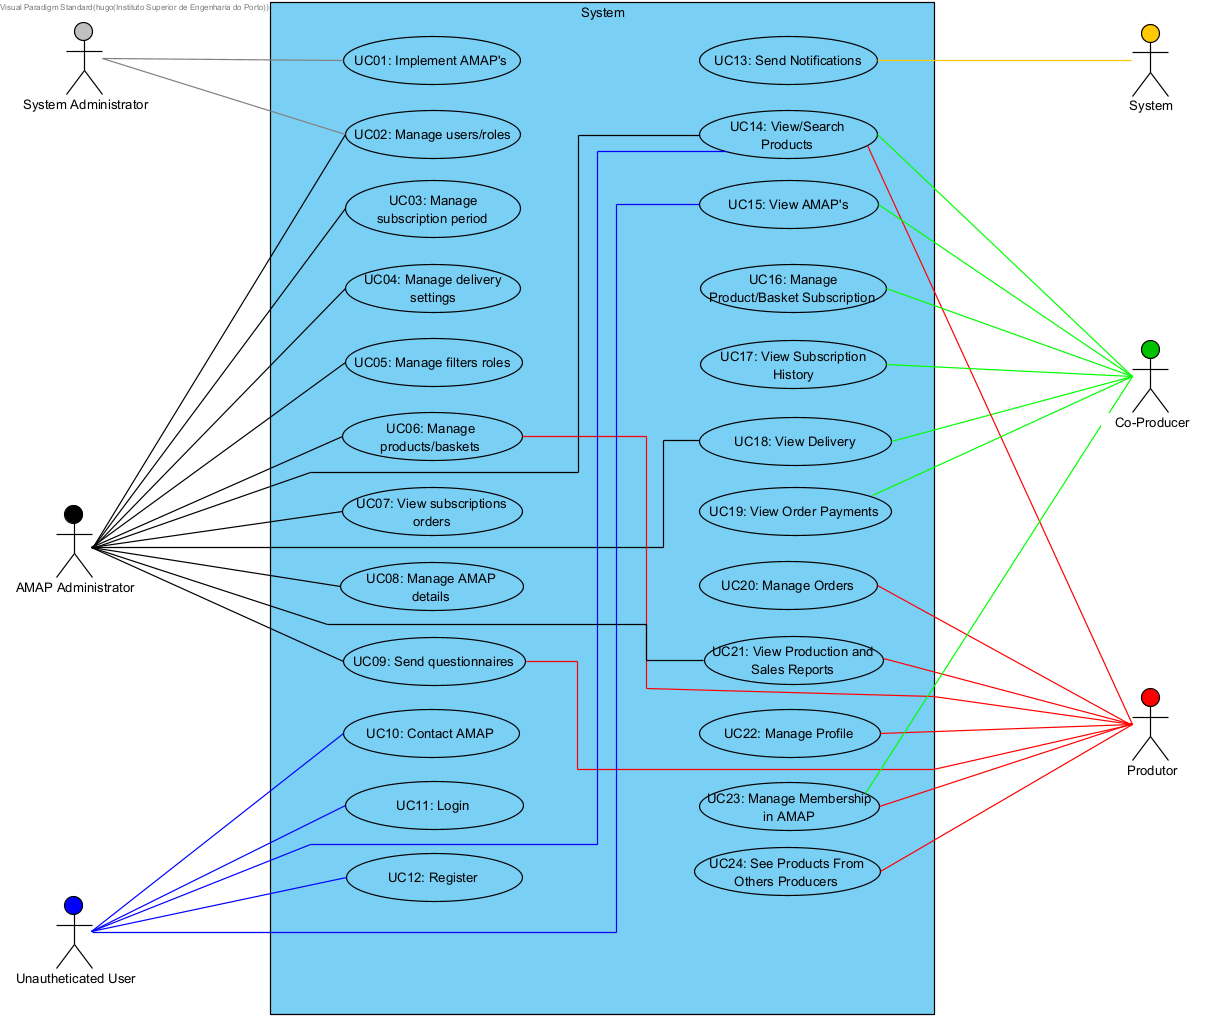 Visual Paradigm Standard(hugo(Instituto Superior de Engenharia do Porto))
System
System Administrator
AMAP Administrator
Unautheticated User
UC01: Implement AMAP's
UC02: Manage users/roles
UC03: Manage
subscription period
UC04: Manage delivery
settings
UC05: Manage filters roles
UC06: Manage
products/baskets
UC07: View subscriptions
orders
UC08: Manage AMAP
details
UC09: Send questionnaires
UC10: Contact AMAP
UC11: Login
UC12: Register
UC13: Send Notifications
UC14: View/Search
Products
UC15: View AMAP's
UC16: Manage
Product/Basket Subscription
UC17: View Subscription
History
UC18: View Delivery
UC19: View Order Payments
UC20: Manage Orders
UC21: View Production and
Sales Reports
UC22: Manage Profile
UC23: Manage Membership
in AMAP
UC24: See Products From
Others Producers
System
Co-Producer
Produtor